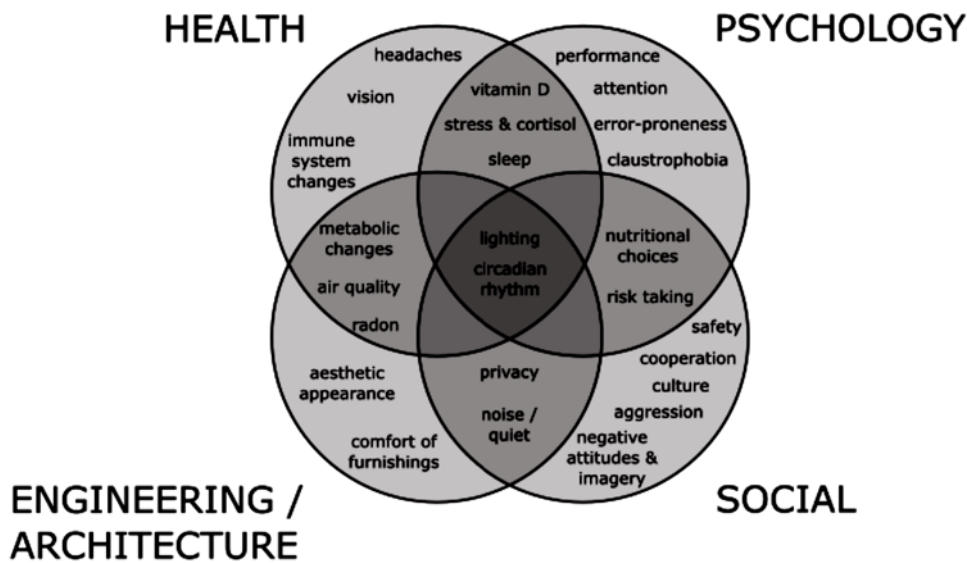 HEALTH
PSYCHOLOGY
headaches
vision
immune
system
changes
vitamin D
stress & cortisol
sleep
performance
attention
error-proneness
claustrophobia
metabolic
changes
air quality
radon
lighting
circadian
rhythm
nutritional
choices
risk taking
aesthetic
appearance
comfort of
furnishings
privacy
noise /
quiet
safety
cooperation
culture
aggression
negative
attitudes &
imagery
ENGINEERING /
ARCHITECTURE
SOCIAL